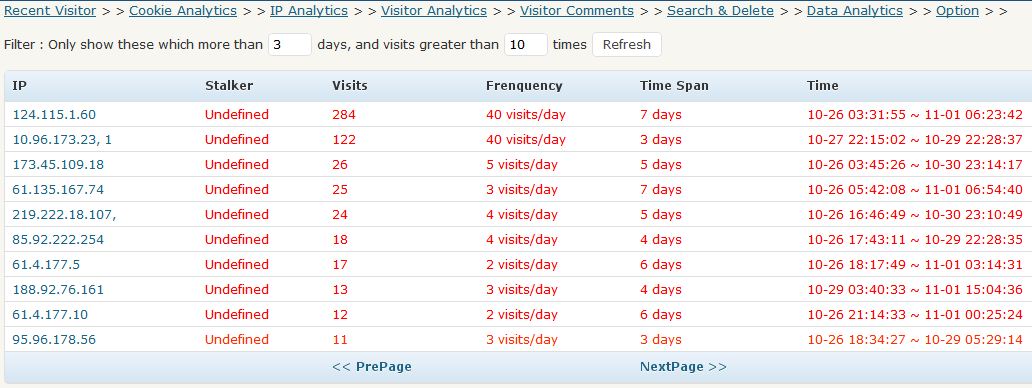 Recent Visitor > > Cookie Analytics > > IP Analytics > > Visitor Analytics > > Visitor Comments > > Search & Delete > > Data Analytics > > Option > >
Filter : Only show these which more than 3 days, and visits greater than 10 times Refresh
IP Stalker Visits Frenquency Time Span Time
124.115.1.60 Undefined 284 40 visits/day 7 days 10-26 03:31:55 ~ 11-01 06:23:42
10.96.173.23, 1 Undefined 122 40 visits/day 3 days 10-27 22:15:02 ~ 10-29 22:28:37
173.45.109.18 Undefined 26 5 visits/day 5 days 10-26 03:45:26 ~ 10-30 23:14:17
61.135.167.74 Undefined 25 3 visits/day 7 days 10-26 05:42:08 ~ 11-01 06:54:40
219.222.18.107, Undefined 24 4 visits/day 5 days 10-26 16:46:49 ~ 10-30 23:10:49
85.92.222.254 Undefined 18 4 visits/day 4 days 10-26 17:43:11 ~ 10-29 22:28:35
61.4.177.5 Undefined 17 2 visits/day 6 days 10-26 18:17:49 ~ 11-01 03:14:31
188.92.76.161 Undefined 13 3 visits/day 4 days 10-29 03:40:33 ~ 11-01 15:04:36
61.4.177.10 Undefined 12 2 visits/day 6 days 10-26 21:14:33 ~ 11-01 00:25:24
95.96.178.56 Undefined 11 3 visits/day 3 days 10-26 18:34:27 ~ 10-29 05:29:14
<< PrePage NextPage >>